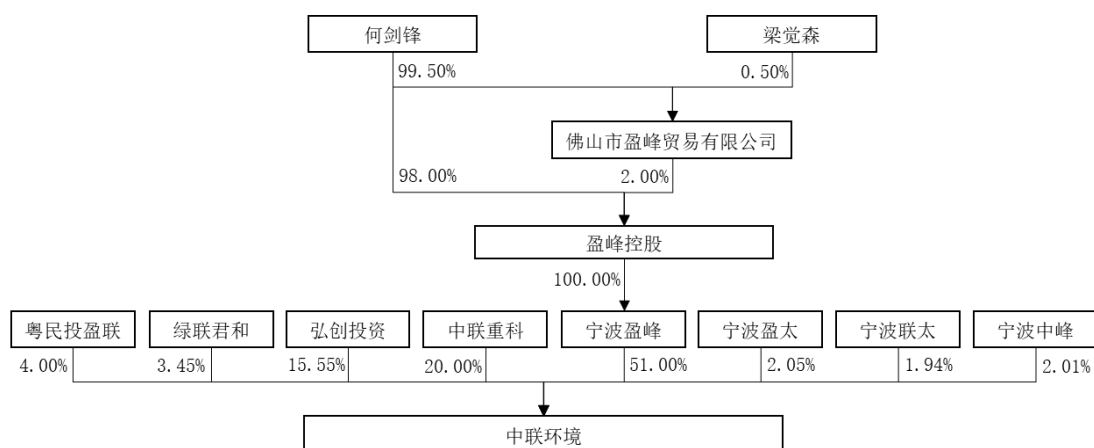 何剑锋
梁觉森
99.50%
0.50%
佛山市盈峰贸易有限公司
98.00%
2.00%
盈峰控股
100.00%
粤民投盈联
绿联君和
弘创投资
中联重科
宁波盈峰
宁波盈太
宁波联太
宁波中峰
4.00%
3.45%
15.55%
20.00%
51.00%
2.05%
1.94%
2.01%
中联环境